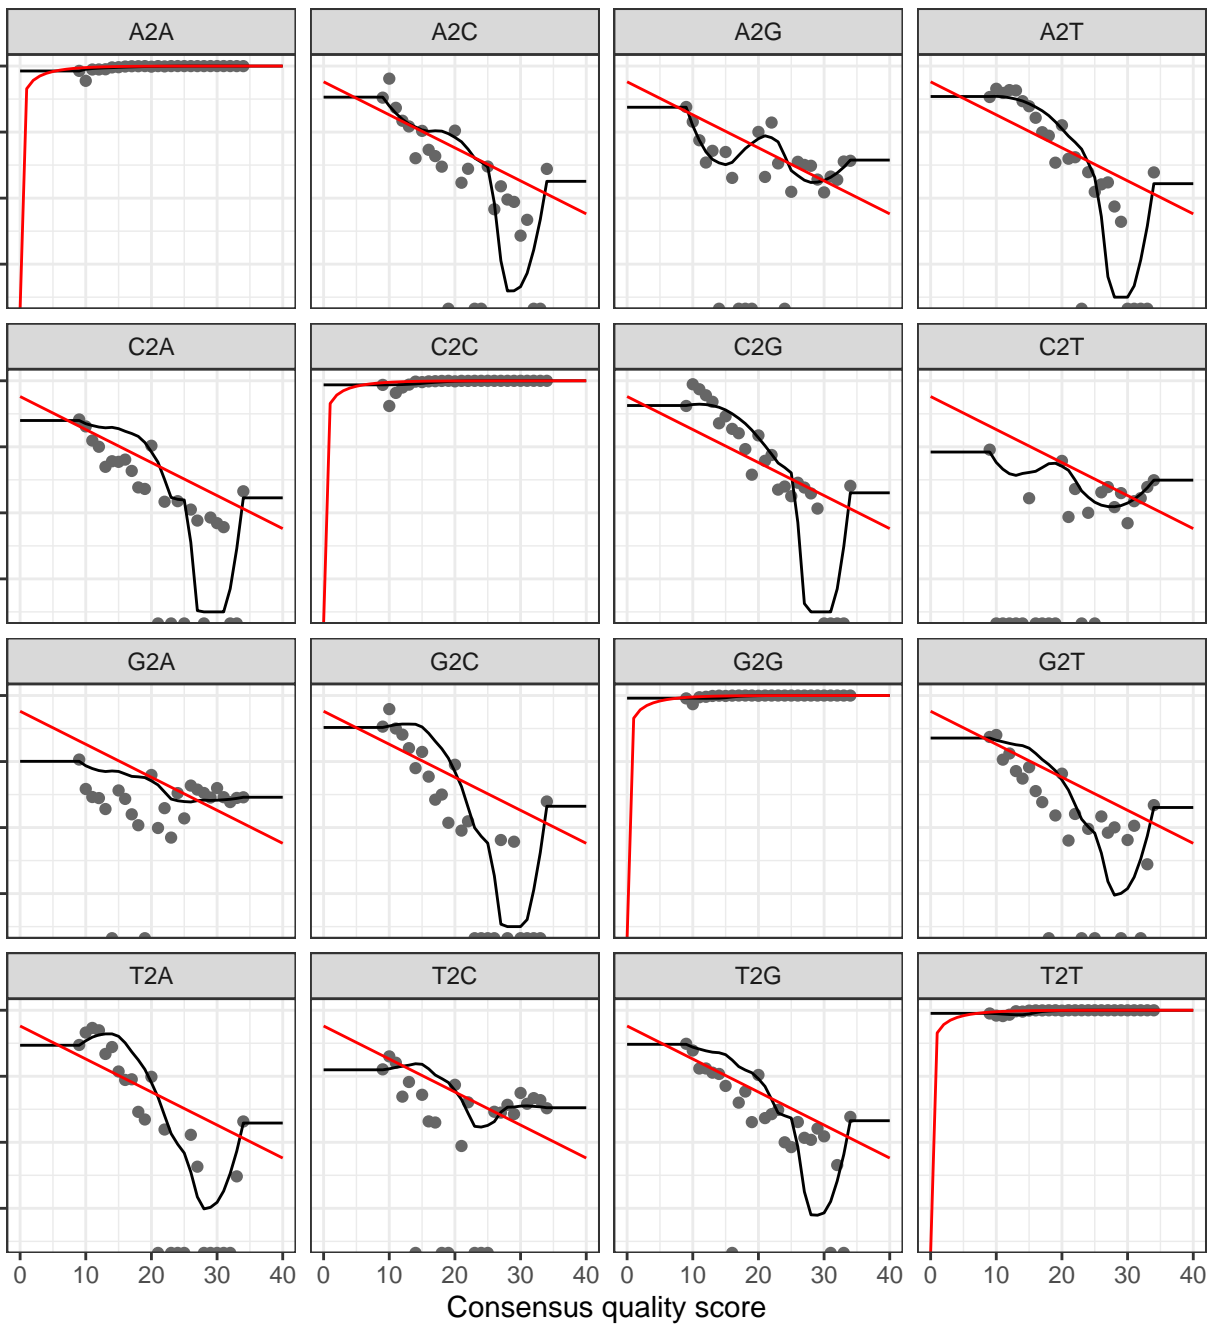 A2A A2C A2G A2T
C2A C2C C2G C2T
G2A G2C G2G G2T
T2A T2C T2G T2T
0 10 20 30 40 0 10 20 30 40 0 10 20 30 40 0 10 20 30 40
Consensus quality score